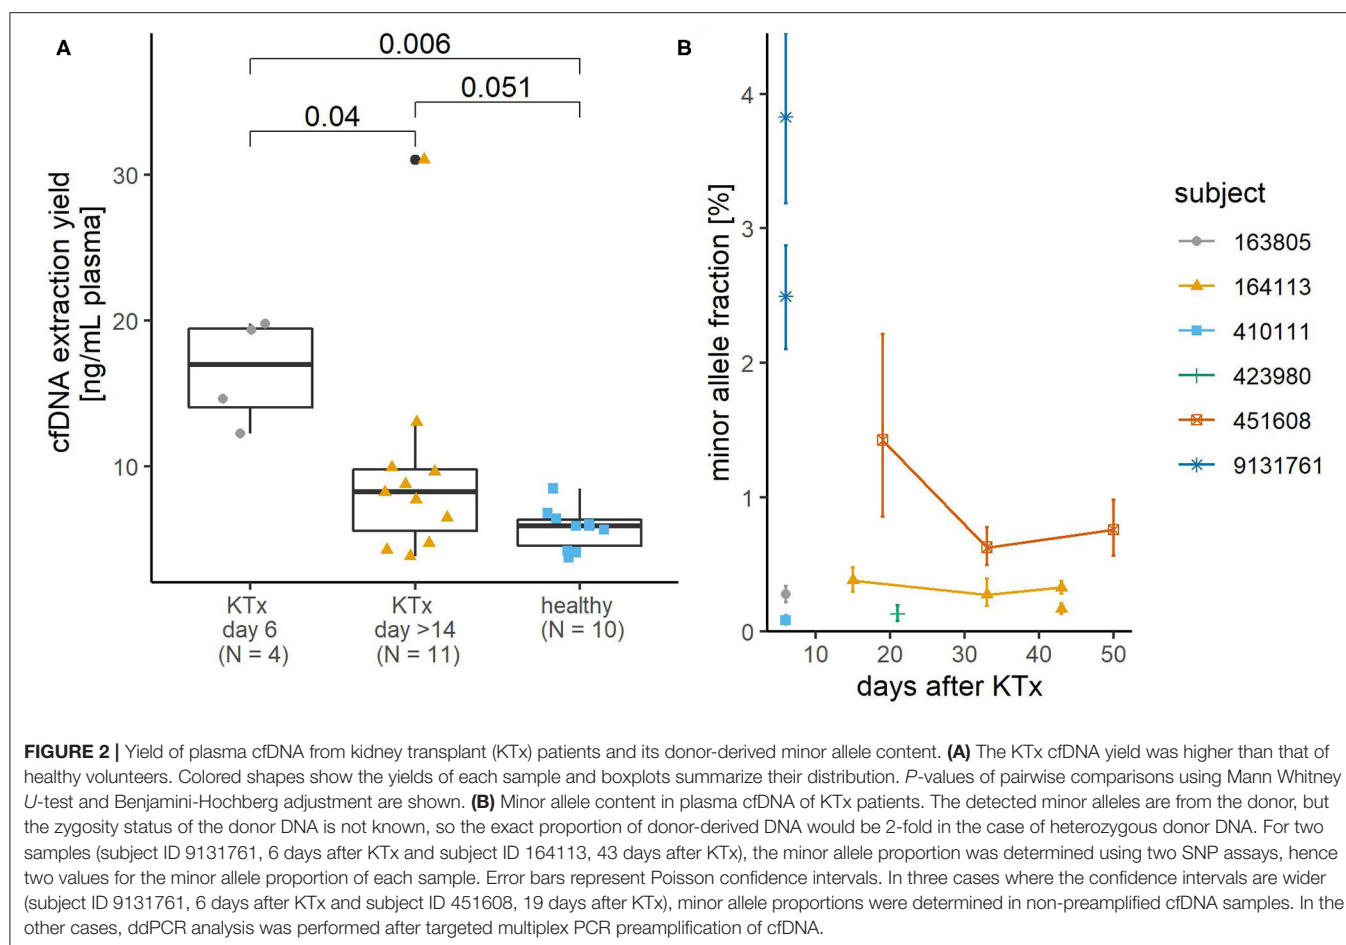 A
0.006
0.051
0.04
cfDNA extraction yield
[ng/mL plasma]
30
20
10
KTx
day 6
(N = 4)
KTx
day >14
(N = 11)
healthy
(N = 10)
B
minor allele fraction [%]
4
3
2
1
0
10
20
30
40
50
days after KTx
subject
163805
164113
410111
423980
451608
9131761
FIGURE 2 | Yield of plasma cfDNA from kidney transplant (KTx) patients and its donor-derived minor allele content. (A) The KTx cfDNA yield was higher than that of
healthy volunteers. Colored shapes show the yields of each sample and boxplots summarize their distribution. P-values of pairwise comparisons using Mann Whitney
U-test and Benjamini-Hochberg adjustment are shown. (B) Minor allele content in plasma cfDNA of KTx patients. The detected minor alleles are from the donor, but
the zygosity status of the donor DNA is not known, so the exact proportion of donor-derived DNA would be 2-fold in the case of heterozygous donor DNA. For two
samples (subject ID 9131761, 6 days after KTx and subject ID 164113, 43 days after KTx), the minor allele proportion was determined using two SNP assays, hence
two values for the minor allele proportion of each sample. Error bars represent Poisson confidence intervals. In three cases where the confidence intervals are wider
(subject ID 9131761, 6 days after KTx and subject ID 451608, 19 days after KTx), minor allele proportions were determined in non-preamplified cfDNA samples. In the
other cases, ddPCR analysis was performed after targeted multiplex PCR preamplification of cfDNA.